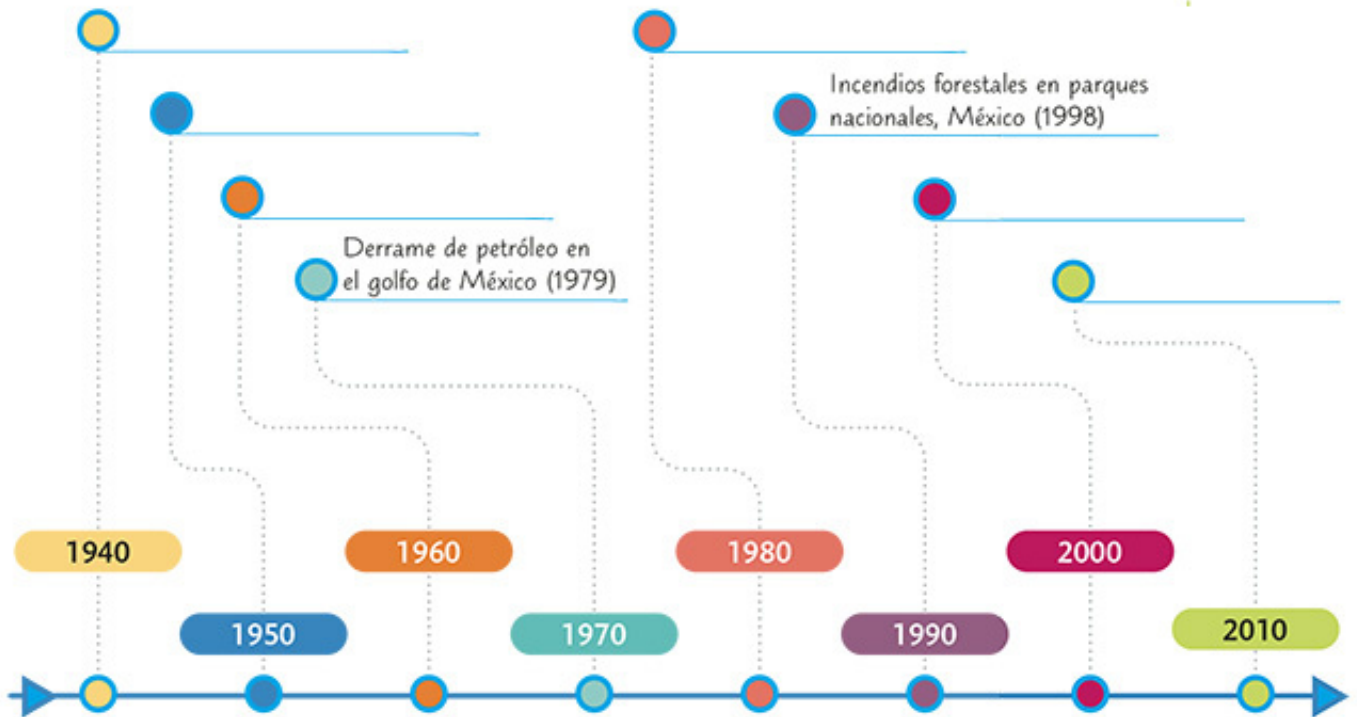 Incendios forestales en parques
nacionales, México (1998)
Derrame de petróleo en
el golfo de México (1979)
1940
1960
1980
2000
1950
1970
1990
2010